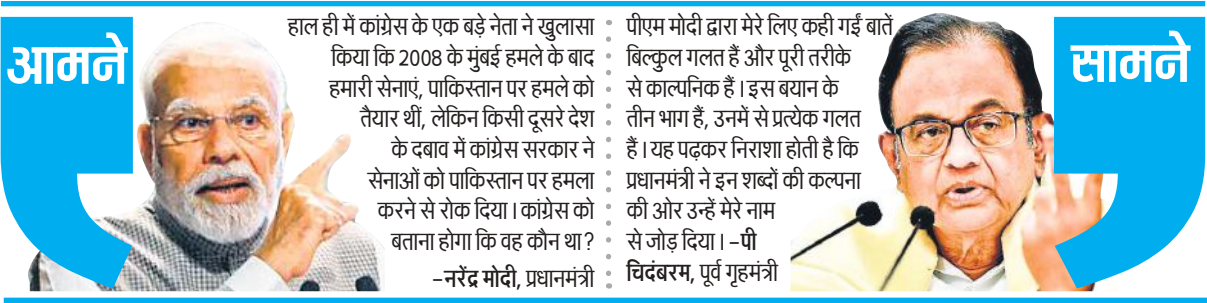 आमने
हाल ही में कांग्रेस के एक बड़े नेता ने खुलासा
किया कि 2008 के मुंबई हमले के बाद
हमारी सेनाएं, पाकिस्तान पर हमले को
तैयार थीं, लेकिन किसी दूसरे देश
के दबाव में कांग्रेस सरकार ने
सेनाओं को पाकिस्तान पर हमला
करने से रोक दिया। कांग्रेस को
बताना होगा कि वह कौन था?
–नरेंद्र मोदी, प्रधानमंत्री
पीएम मोदी द्वारा मेरे लिए कही गईं बातें
बिल्कुल गलत हैं और पूरी तरीके
से काल्पनिक हैं। इस बयान के
तीन भाग हैं, उनमें से प्रत्येक गलत
हैं। यह पढ़कर निराशा होती है कि
प्रधानमंत्री ने इन शब्दों की कल्पना
की ओर उन्हें मेरे नाम
से जोड़ दिया। –पी
चिदंबरम, पूर्व गृहमंत्री
सामने